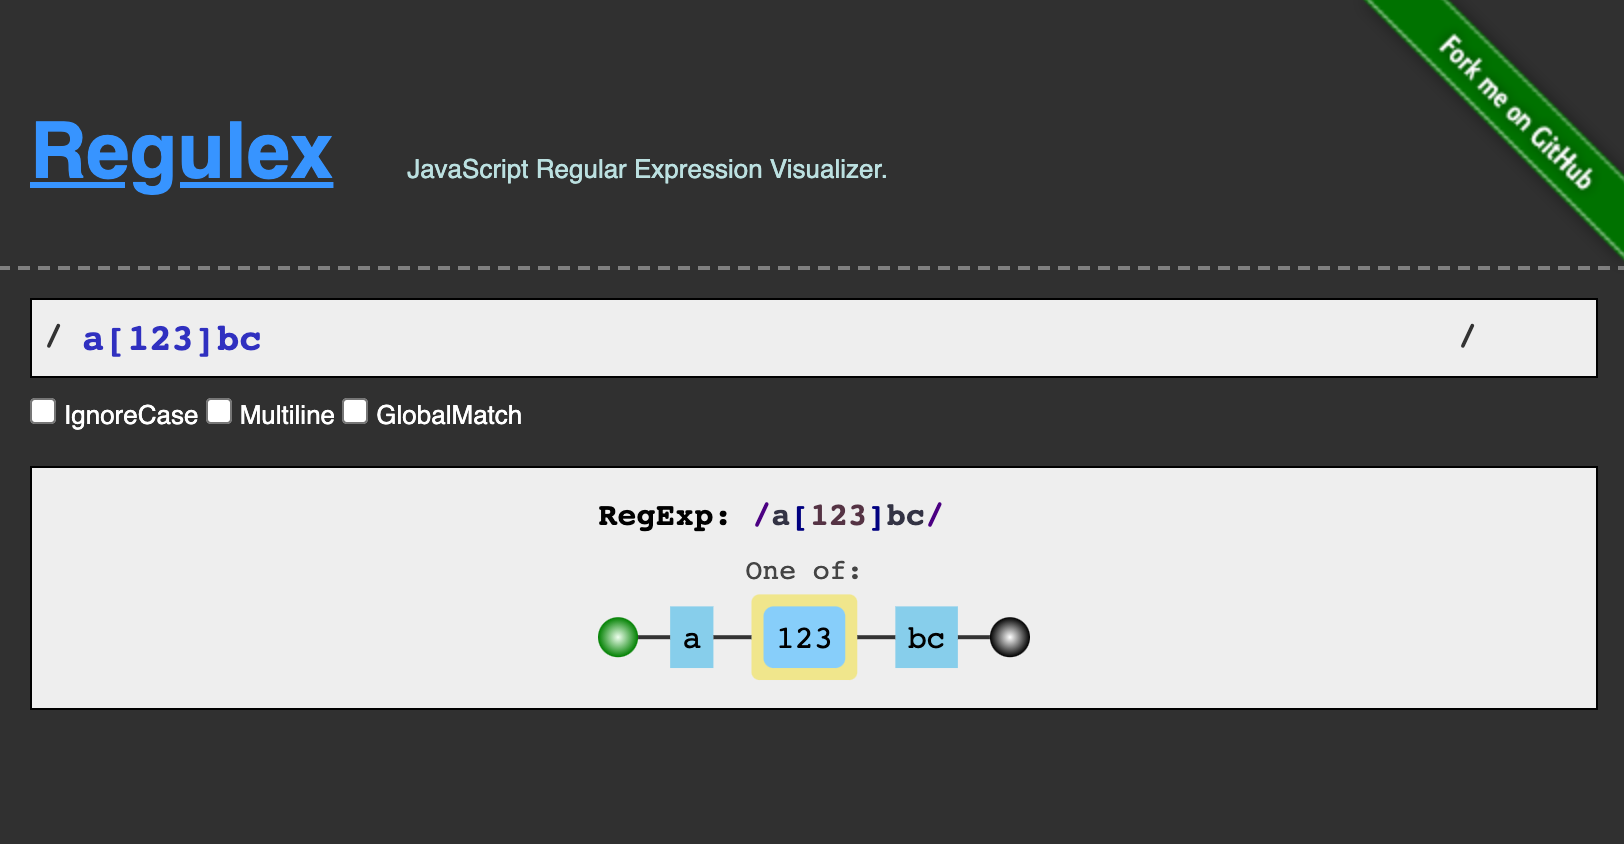 Fork me on GitHub
Regulex
JavaScript Regular Expression Visualizer.
/ a[123]bc /
IgnoreCase Multiline GlobalMatch
RegExp: /a[123]bc/
One of:
a 123 bc